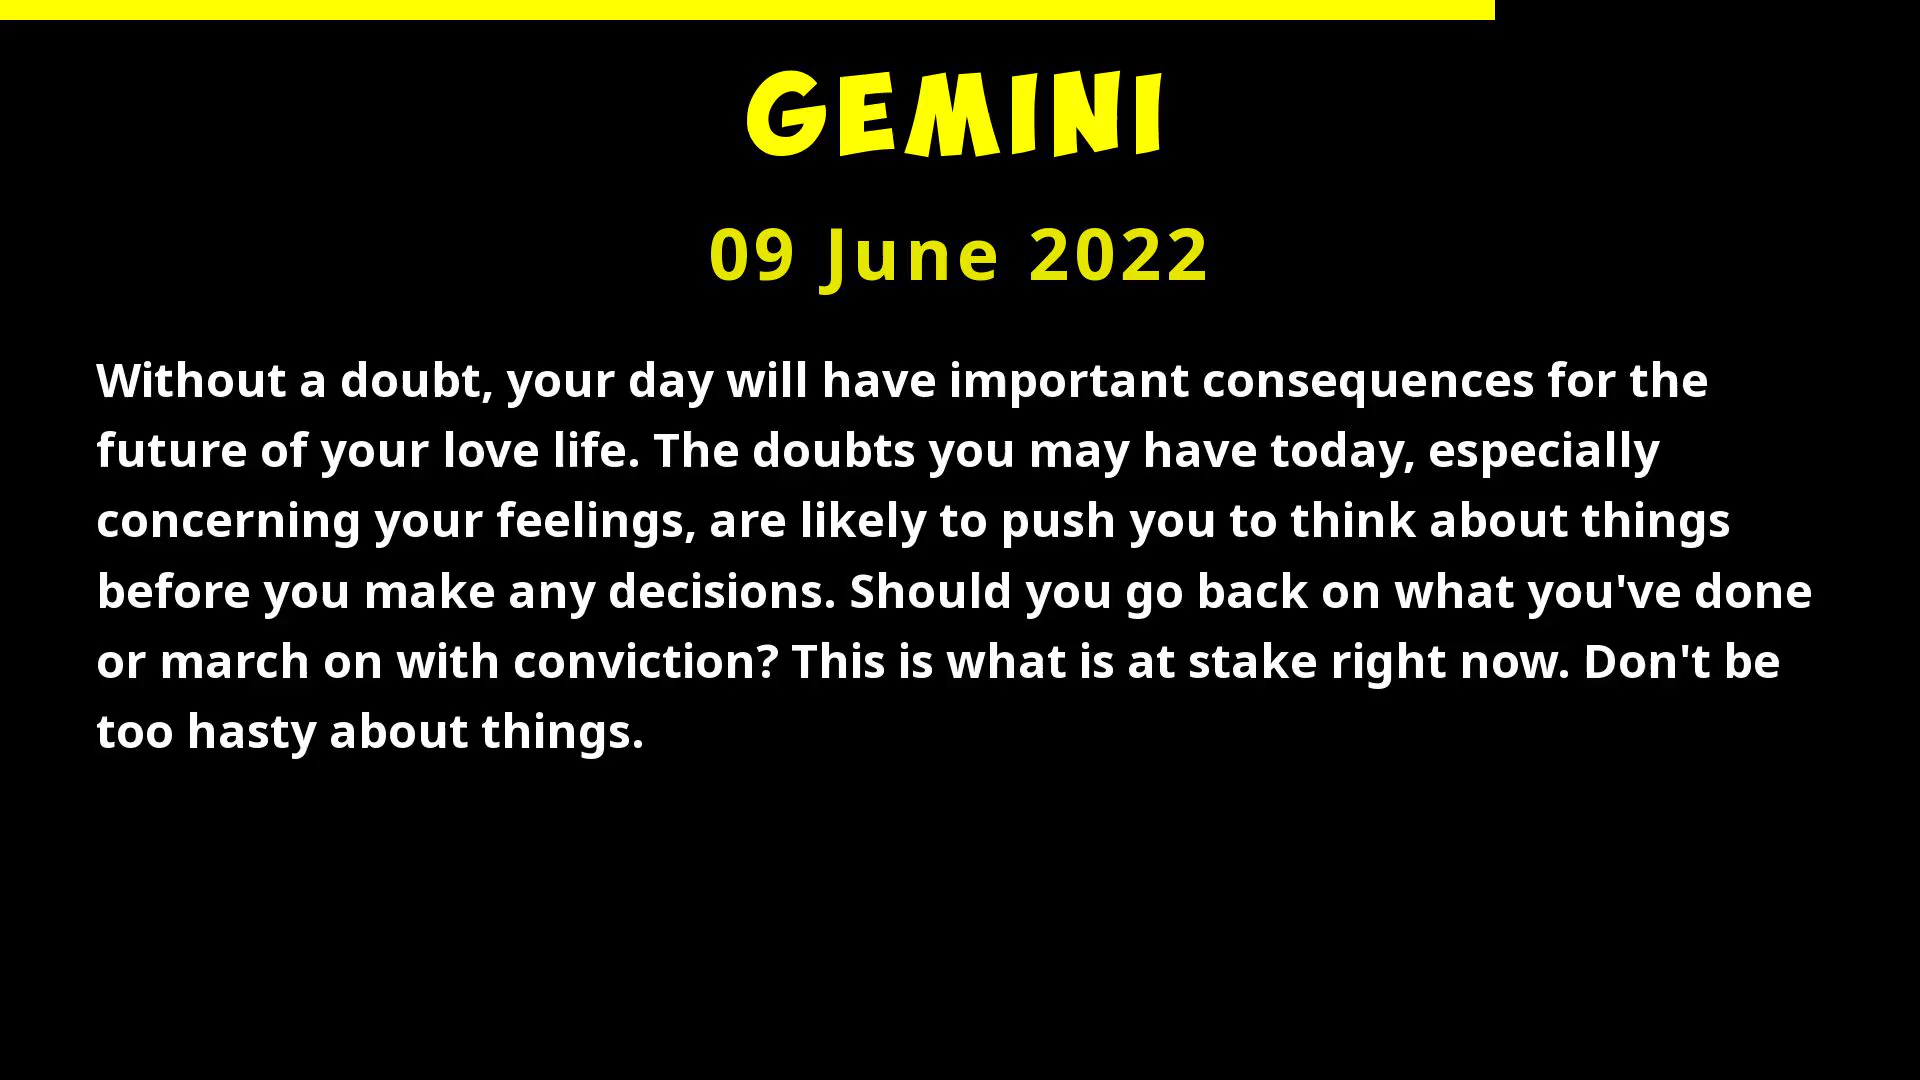 GEMINI
09 June 2022
Without a doubt, your day will have important consequences for the
future of your love life. The doubts you may have today, especially
concerning your feelings, are likely to push you to think about things
before you make any decisions. Should you go back on what you've done
or march on with conviction? This is what is at stake right now. Don't be
too hasty about things.